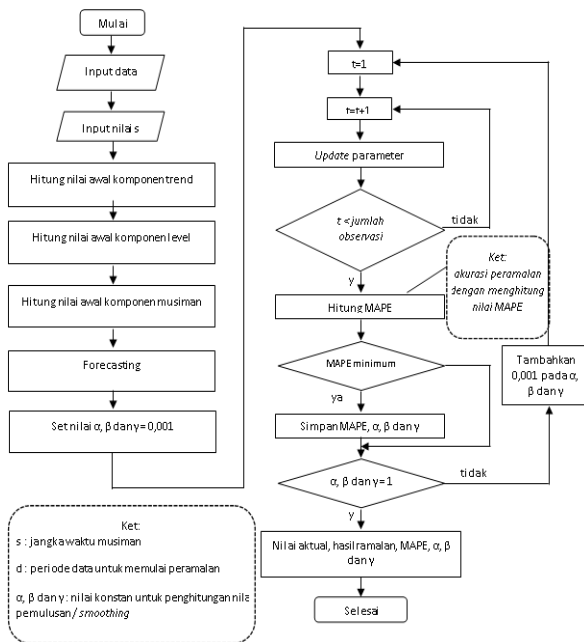 Mulai
Input data
Input nilai s
Hitung nilai awal komponen trend
Hitung nilai awal komponen level
Hitung nilai awal komponen musiman
Forecasting
Set nilai α, β dan γ = 0,001
Ket:
s : jangka waktu musiman
d : periode data untuk memulai peramalan
α, β dan γ : nilai konstan untuk penghitungan nilai
pemulusan / smoothing
t=1
t=t+1
Update parameter
t < jumlah
observasi
tidak
y
Ket:
akurasi peramalan
dengan menghitung
nilai MAPE
Hitung MAPE
MAPE minimum
ya
Simpan MAPE, α, β dan γ
Tambahkan
0,001 pada α,
β dan γ
α, β dan γ = 1
tidak
y
Nilai aktual, hasil ramalan, MAPE, α, β
dan γ
Selesai